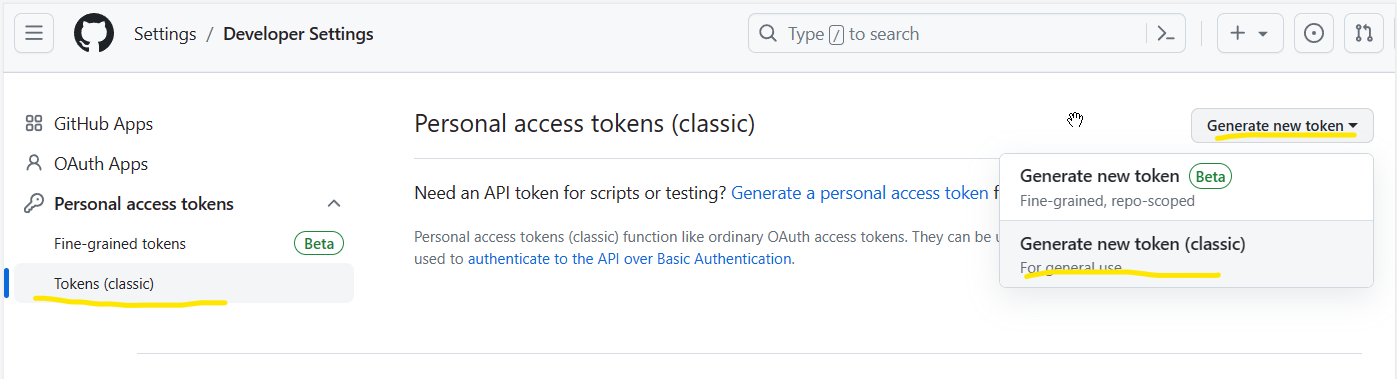 Settings / Developer Settings
Type / to search
GitHub Apps
OAuth Apps
Personal access tokens
Fine-grained tokens Beta
Tokens (classic)
Personal access tokens (classic)
Generate new token
Need an API token for scripts or testing? Generate a personal access token f
Personal access tokens (classic) function like ordinary OAuth access tokens. They can be u
used to authenticate to the API over Basic Authentication.
Generate new token Beta
Fine-grained, repo-scoped
Generate new token (classic)
For general use